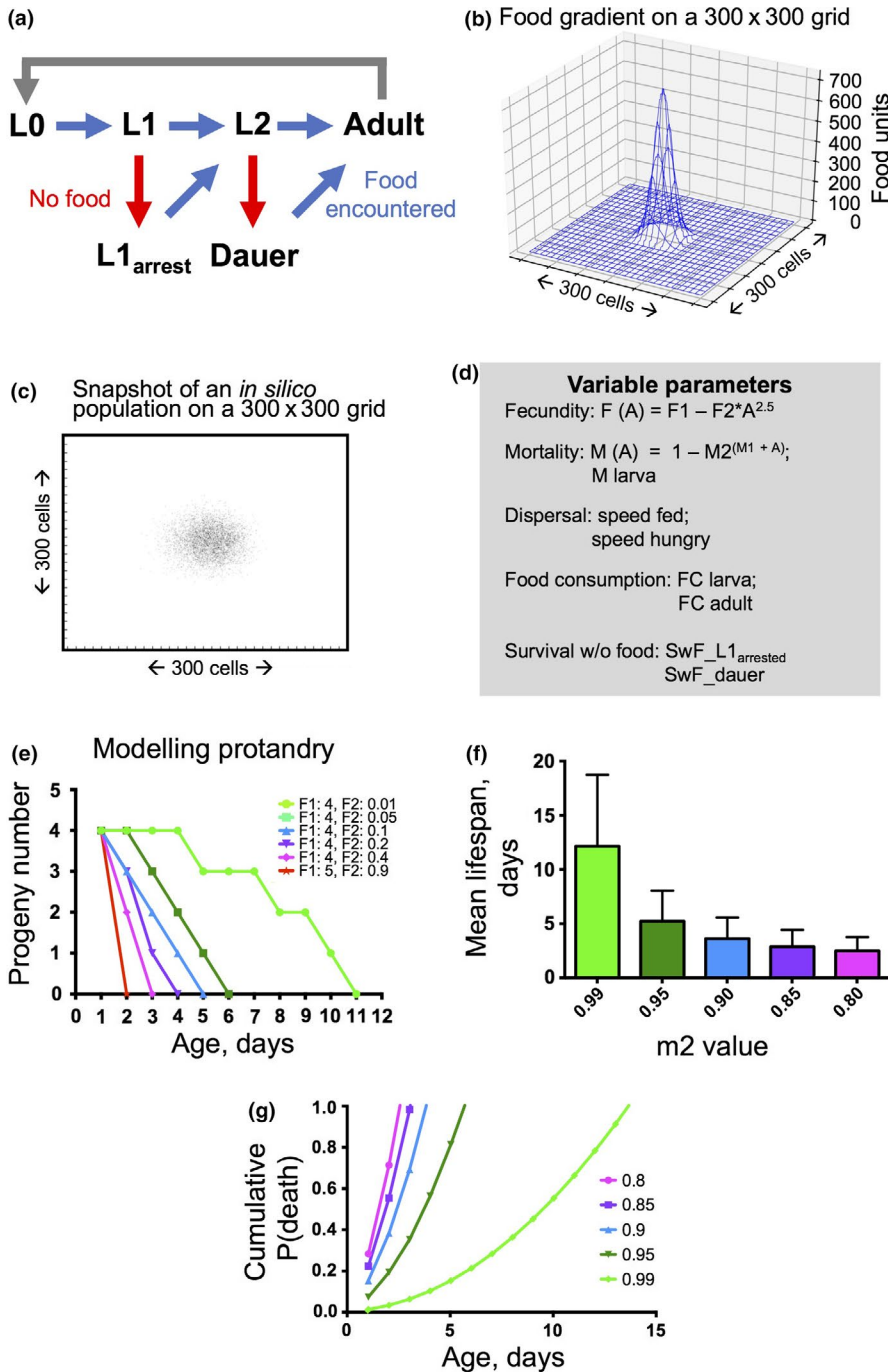 (a)
L0 L1 L2 Adult
No food
Food
encountered
L1arrest Dauer
(b) Food gradient on a 300 x 300 grid
700
600
500
400
300
200
100
0
Food units
← 300 cells →
← 300 cells →
(c) Snapshot of an in silico
population on a 300 x 300 grid
← 300 cells →
← 300 cells →
(d)
Variable parameters
Fecundity: F (A) = F1 – F2*A^2.5
Mortality: M (A) = 1 – M2^(M1 + A);
M larva
Dispersal: speed fed;
speed hungry
Food consumption: FC larva;
FC adult
Survival w/o food: SwF_L1arrested
SwF_dauer
(e) Modelling protandry
Progeny number
5
4
3
2
1
0
F1: 4, F2: 0.01
F1: 4, F2: 0.05
F1: 4, F2: 0.1
F1: 4, F2: 0.2
F1: 4, F2: 0.4
F1: 5, F2: 0.9
0 1 2 3 4 5 6 7 8 9 10 11 12
Age, days
(f)
Mean lifespan,
days
20
15
10
5
0
0.99 0.95 0.90 0.85 0.80
m2 value
(g)
Cumulative
P(death)
1.0
0.8
0.6
0.4
0.2
0.0
0.8
0.85
0.9
0.95
0.99
0 5 10 15
Age, days